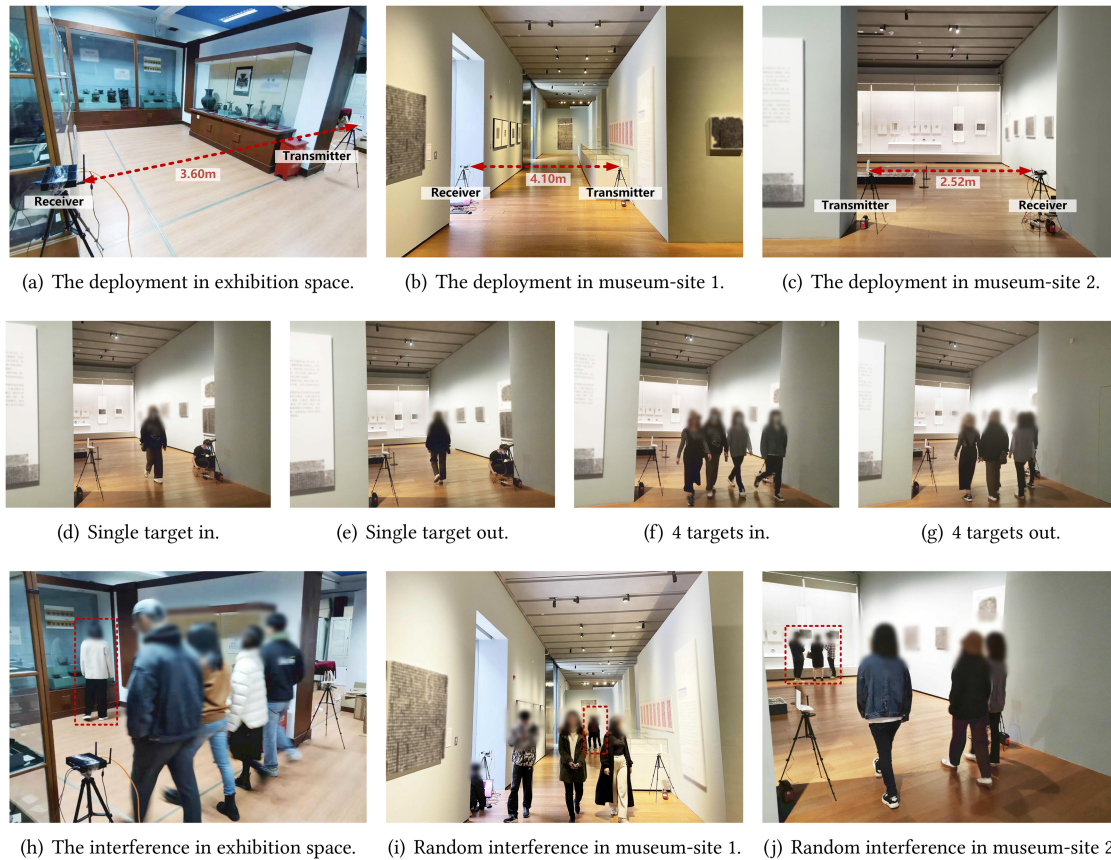 Transmitter
3.60m
Receiver
Receiver
4.10m
Transmitter
2.52m
Transmitter
Receiver
(a) The deployment in exhibition space.
(b) The deployment in museum-site 1.
(c) The deployment in museum-site 2.
(d) Single target in.
(e) Single target out.
(f) 4 targets in.
(g) 4 targets out.
(h) The interference in exhibition space.
(i) Random interference in museum-site 1.
(j) Random interference in museum-site 2